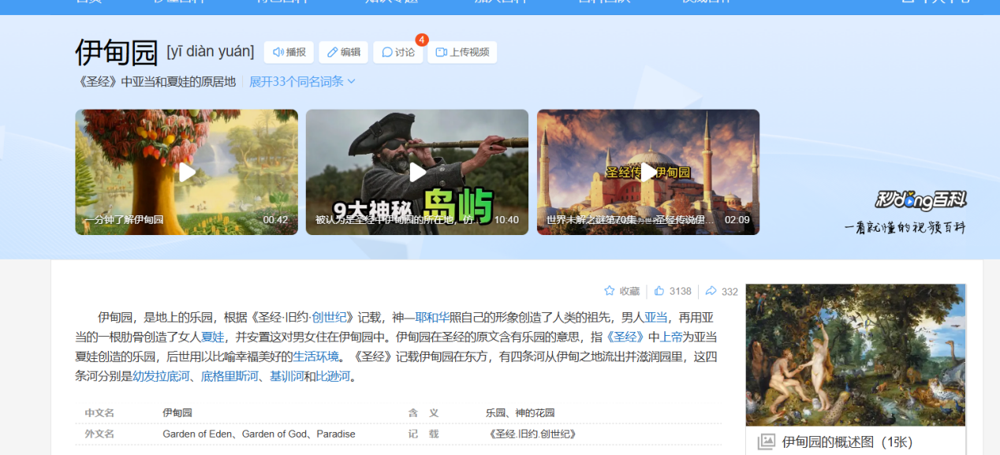 伊甸园 [yī diàn yuán] 播报 编辑 讨论 4 上传视频
《圣经》中亚当和夏娃的原居地 展开33个同名词条
一分钟了解伊甸园 00:42
9大神秘 岛屿
被认为是圣经中伊甸园的所在地，仿... 10:40
世界未解之谜第70集——圣经传说伊... 02:09
秒dong百科
一看就懂的视频百科
收藏 3138 332
伊甸园，是地上的乐园，根据《圣经·旧约·创世纪》记载，神—耶和华照自己的形象创造了人类的祖先，男人亚当，再用亚
当的一根肋骨创造了女人夏娃，并安置这对男女住在伊甸园中。伊甸园在圣经的原文含有乐园的意思，指《圣经》中上帝为亚当
夏娃创造的乐园，后世用以比喻幸福美好的生活环境。《圣经》记载伊甸园在东方，有四条河从伊甸之地流出并滋润园里，这四
条河分别是幼发拉底河、底格里斯河、基训河和比逊河。
中文名 伊甸园 含 义 乐园、神的花园
外文名 Garden of Eden、Garden of God、Paradise 记 载 《圣经.旧约.创世纪》
伊甸园的概述图（1张）